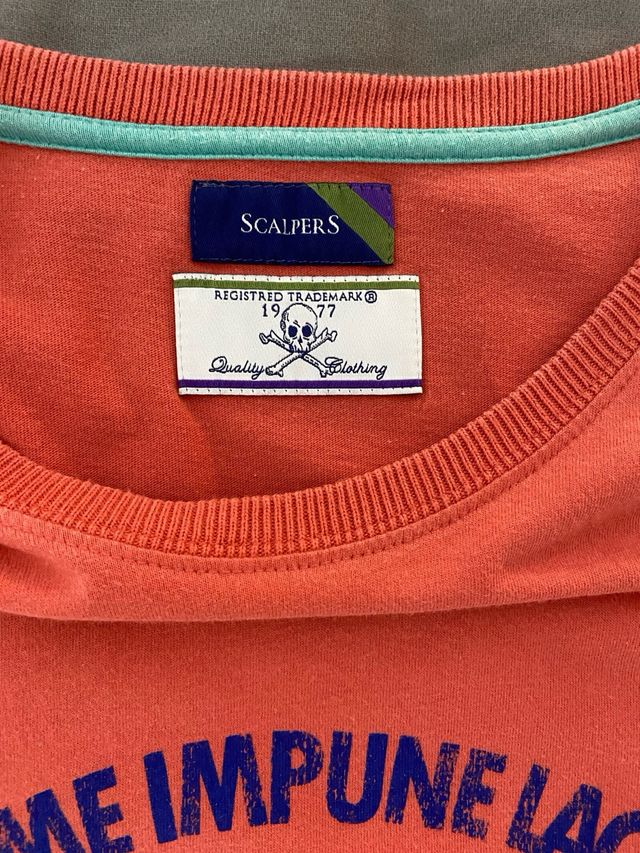 SCALPERS
REGISTRED TRADEMARK ®
19 77
Quality Clothing
ME IMPUNE LAC